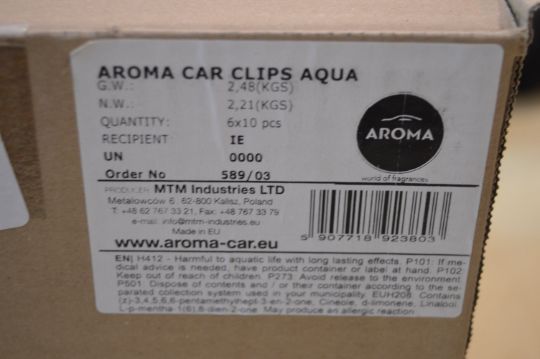 AROMA CAR CLIPS AQUA
G.W.: 2,48(KGS)
N.W.: 2,21(KGS)
QUANTITY: 6x10 pcs
RECIPIENT IE
UN 0000
Order No 589/03
AROMA
world of fragrances
PRODUCER MTM Industries LTD
Metalowców 6, 62-800 Kalisz, Poland
T: +48 62 767 33 21, Fax: +48 767 33 79
e-mail: info@mtm-industries.eu
Made in EU
www.aroma-car.eu
5 907718 923803
EN| H412 - Harmful to aquatic life with long lasting effects. P101: If me-
dical advice is needed, have product container or label at hand. P102:
Keep out of reach of children. P273: Avoid release to the environment.
P501: Dispose of contents and / or their container according to the se-
parated collection system used in your municipality. EUH208: Contains
(z)-3,4,5,6,6-pentamethylhept-3-en-2-one, Cineole, d-limonene, Linalool,
L-p-mentha-1(6),8-dien-2-one. May produce an allergic reaction